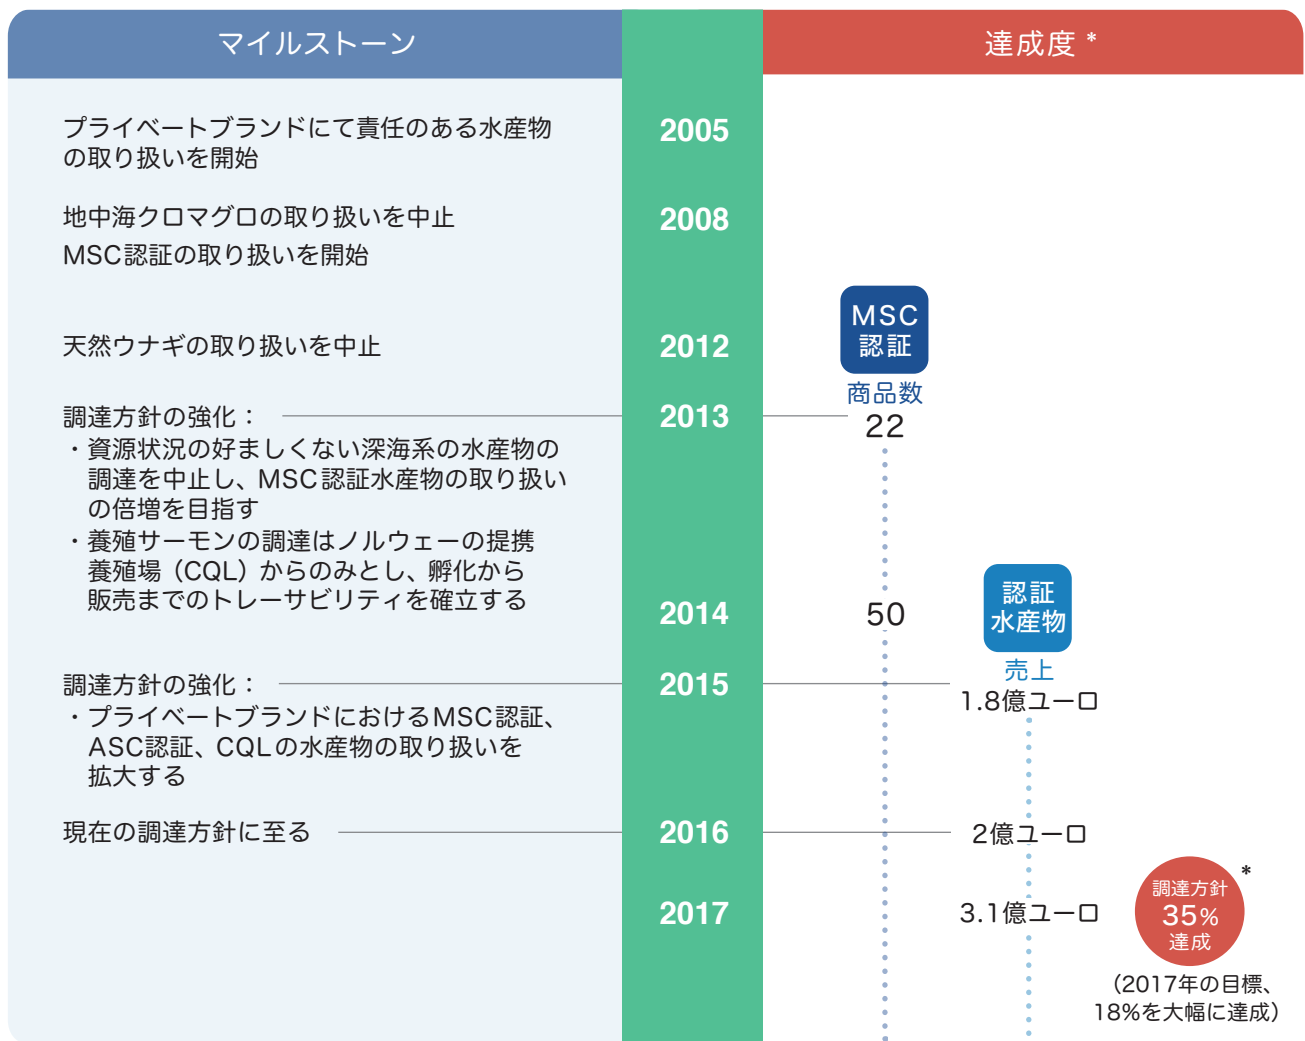 マイルストーン
達成度 *
プライベートブランドにて責任のある水産物
の取り扱いを開始
2005
地中海クロマグロの取り扱いを中止
MSC認証の取り扱いを開始
2008
天然ウナギの取り扱いを中止
2012
MSC
認証
商品数
調達方針の強化：
2013
22
・資源状況の好ましくない深海系の水産物の
調達を中止し、MSC認証水産物の取り扱い
の倍増を目指す
・養殖サーモンの調達はノルウェーの提携
養殖場（CQL）からのみとし、孵化から
販売までのトレーサビリティを確立する
2014
50
認証
水産物
売上
調達方針の強化：
2015
1.8億ユーロ
・プライベートブランドにおけるMSC認証、
ASC認証、CQLの水産物の取り扱いを
拡大する
現在の調達方針に至る
2016
2億ユーロ
2017
3.1億ユーロ
調達方針
35%
達成
*
（2017年の目標、
18%を大幅に達成）